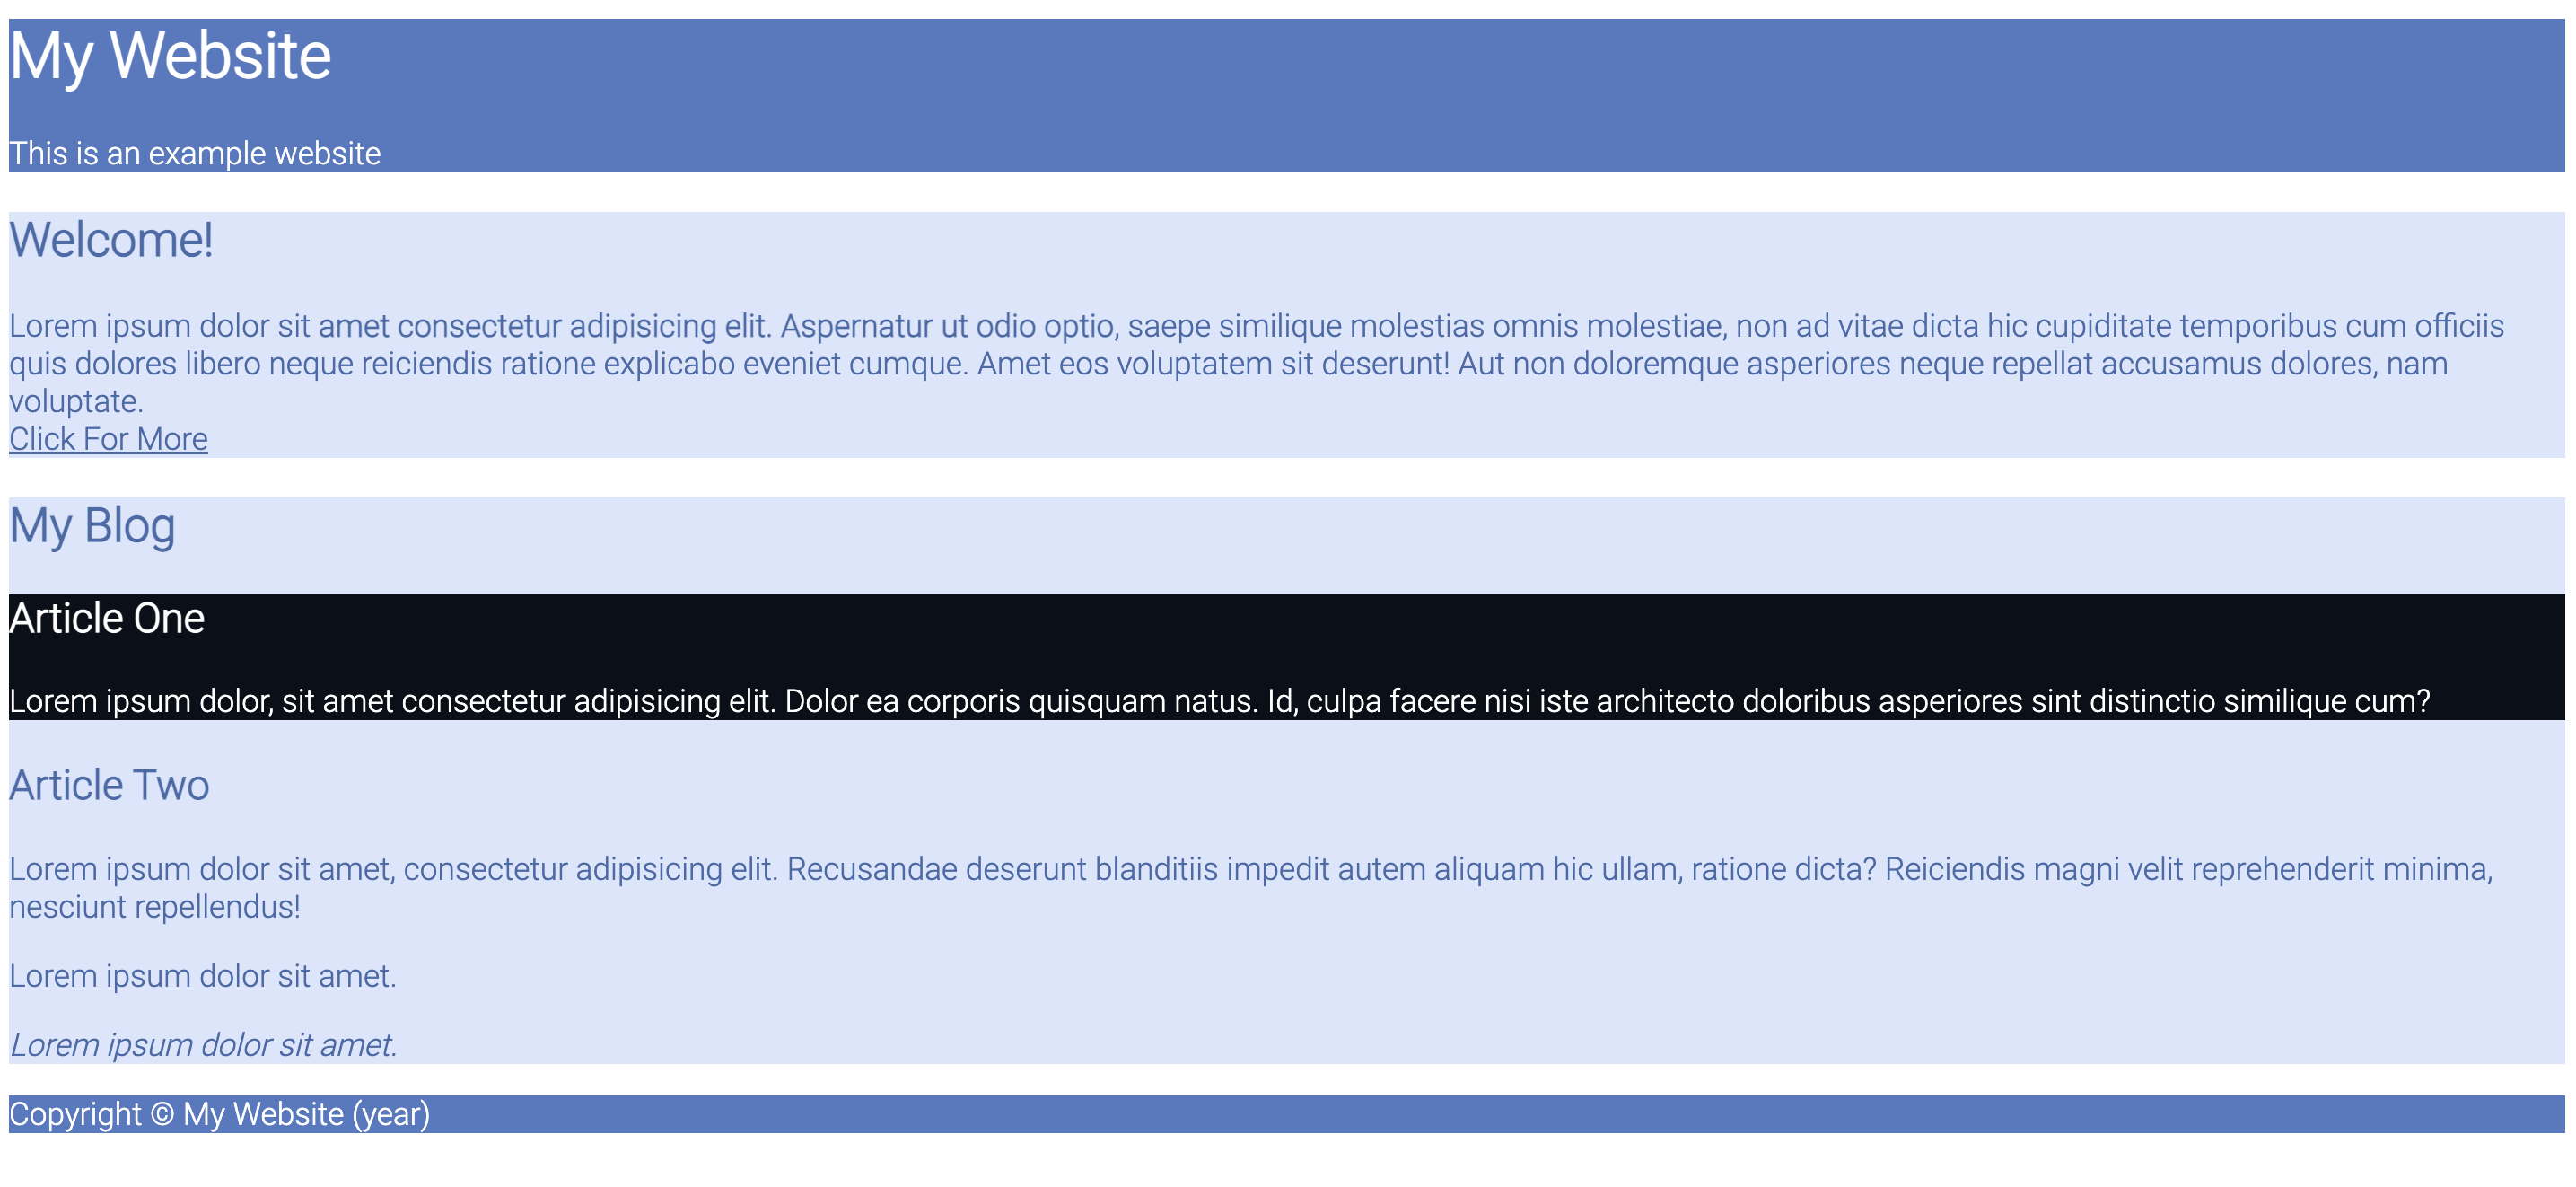 My Website
This is an example website
Welcome!
Lorem ipsum dolor sit amet consectetur adipisicing elit. Aspernatur ut odio optio, saepe similique molestias omnis molestiae, non ad vitae dicta hic cupiditate temporibus cum officiis
quis dolores libero neque reiciendis ratione explicabo eveniet cumque. Amet eos voluptatem sit deserunt! Aut non doloremque asperiores neque repellat accusamus dolores, nam
voluptate.
Click For More
My Blog
Article One
Lorem ipsum dolor, sit amet consectetur adipisicing elit. Dolor ea corporis quisquam natus. Id, culpa facere nisi iste architecto doloribus asperiores sint distinctio similique cum?
Article Two
Lorem ipsum dolor sit amet, consectetur adipisicing elit. Recusandae deserunt blanditiis impedit autem aliquam hic ullam, ratione dicta? Reiciendis magni velit reprehenderit minima,
nesciunt repellendus!
Lorem ipsum dolor sit amet.
Lorem ipsum dolor sit amet.
Copyright © My Website (year)